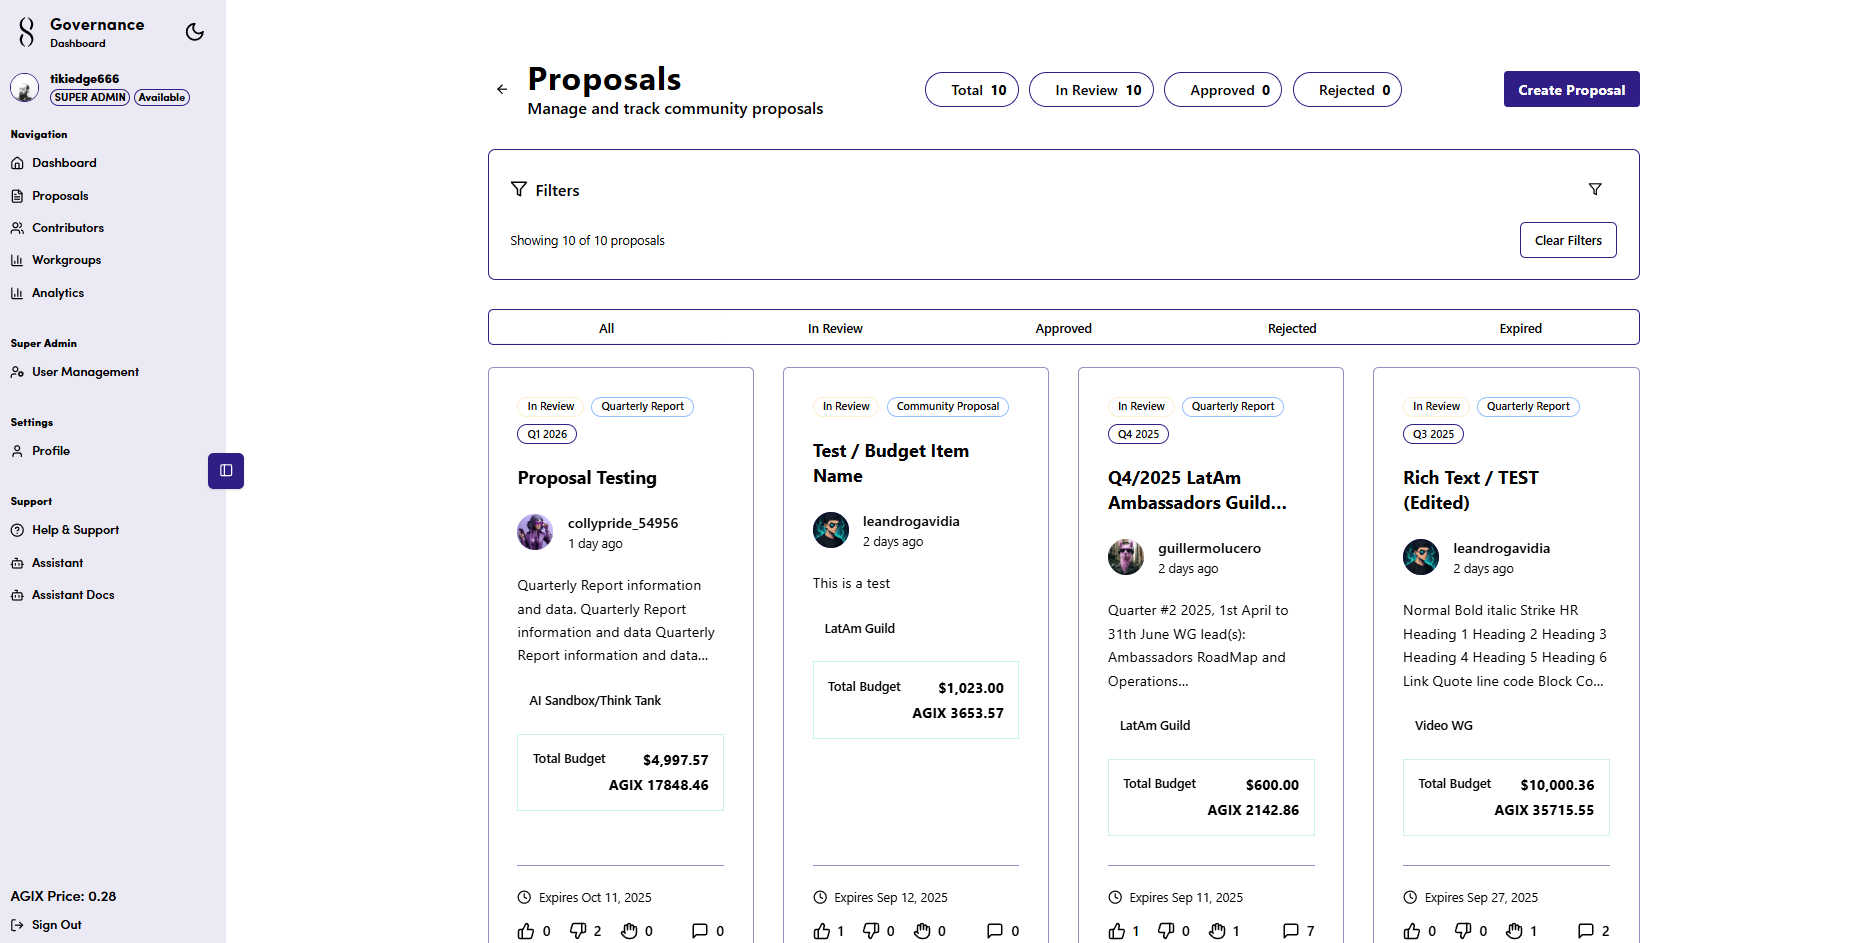 Governance
Dashboard
tikiedge666
SUPER ADMIN Available
Navigation
Dashboard
Proposals
Contributors
Workgroups
Analytics
Super Admin
User Management
Settings
Profile
Support
Help & Support
Assistant
Assistant Docs
AGIX Price: 0.28
Sign Out
Proposals
Manage and track community proposals
Total 10
In Review 10
Approved 0
Rejected 0
Create Proposal
Filters
Showing 10 of 10 proposals
Clear Filters
All
In Review
Approved
Rejected
Expired
In Review Quarterly Report
Q1 2026
Proposal Testing
collypride_54956
1 day ago
Quarterly Report information
and data. Quarterly Report
information and data Quarterly
Report information and data...
AI Sandbox/Think Tank
Total Budget $4,997.57
AGIX 17848.46
Expires Oct 11, 2025
0 2 0 0
In Review Community Proposal
Test / Budget Item
Name
leandrogavidia
2 days ago
This is a test
LatAm Guild
Total Budget $1,023.00
AGIX 3653.57
Expires Sep 12, 2025
1 0 0 0
In Review Quarterly Report
Q4 2025
Q4/2025 LatAm
Ambassadors Guild...
guillermolucero
2 days ago
Quarter #2 2025, 1st April to
31th June WG lead(s):
Ambassadors RoadMap and
Operations...
LatAm Guild
Total Budget $600.00
AGIX 2142.86
Expires Sep 11, 2025
1 0 1 7
In Review Quarterly Report
Q3 2025
Rich Text / TEST
(Edited)
leandrogavidia
2 days ago
Normal Bold italic Strike HR
Heading 1 Heading 2 Heading 3
Heading 4 Heading 5 Heading 6
Link Quote line code Block Co...
Video WG
Total Budget $10,000.36
AGIX 35715.55
Expires Sep 27, 2025
0 0 1 2